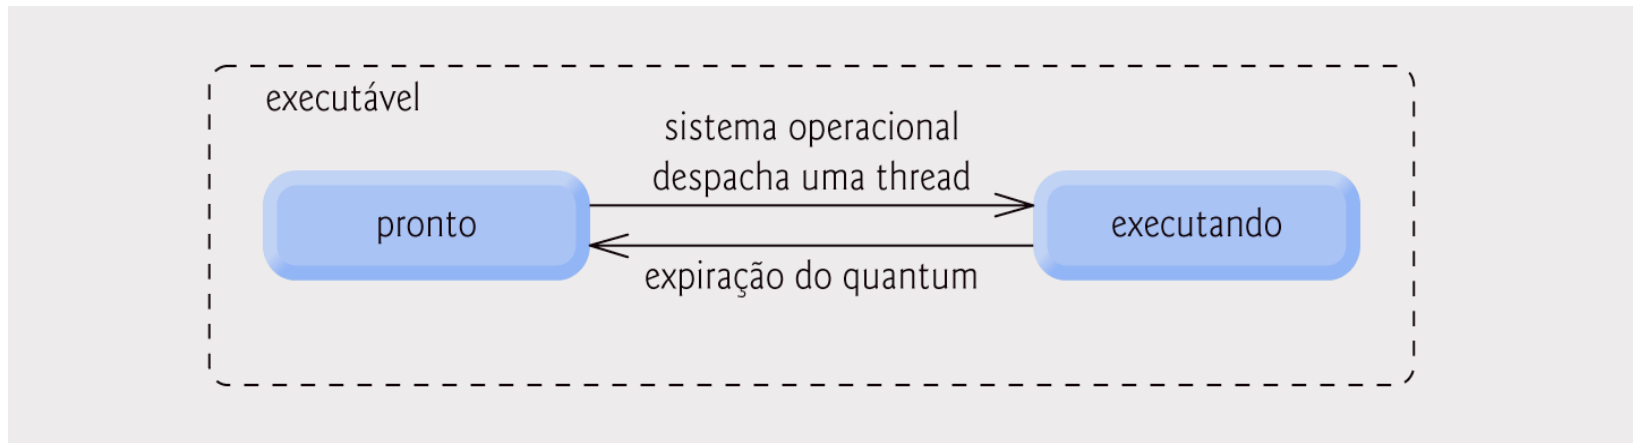 executável
sistema operacional
despacha uma thread
pronto
executando
expiração do quantum